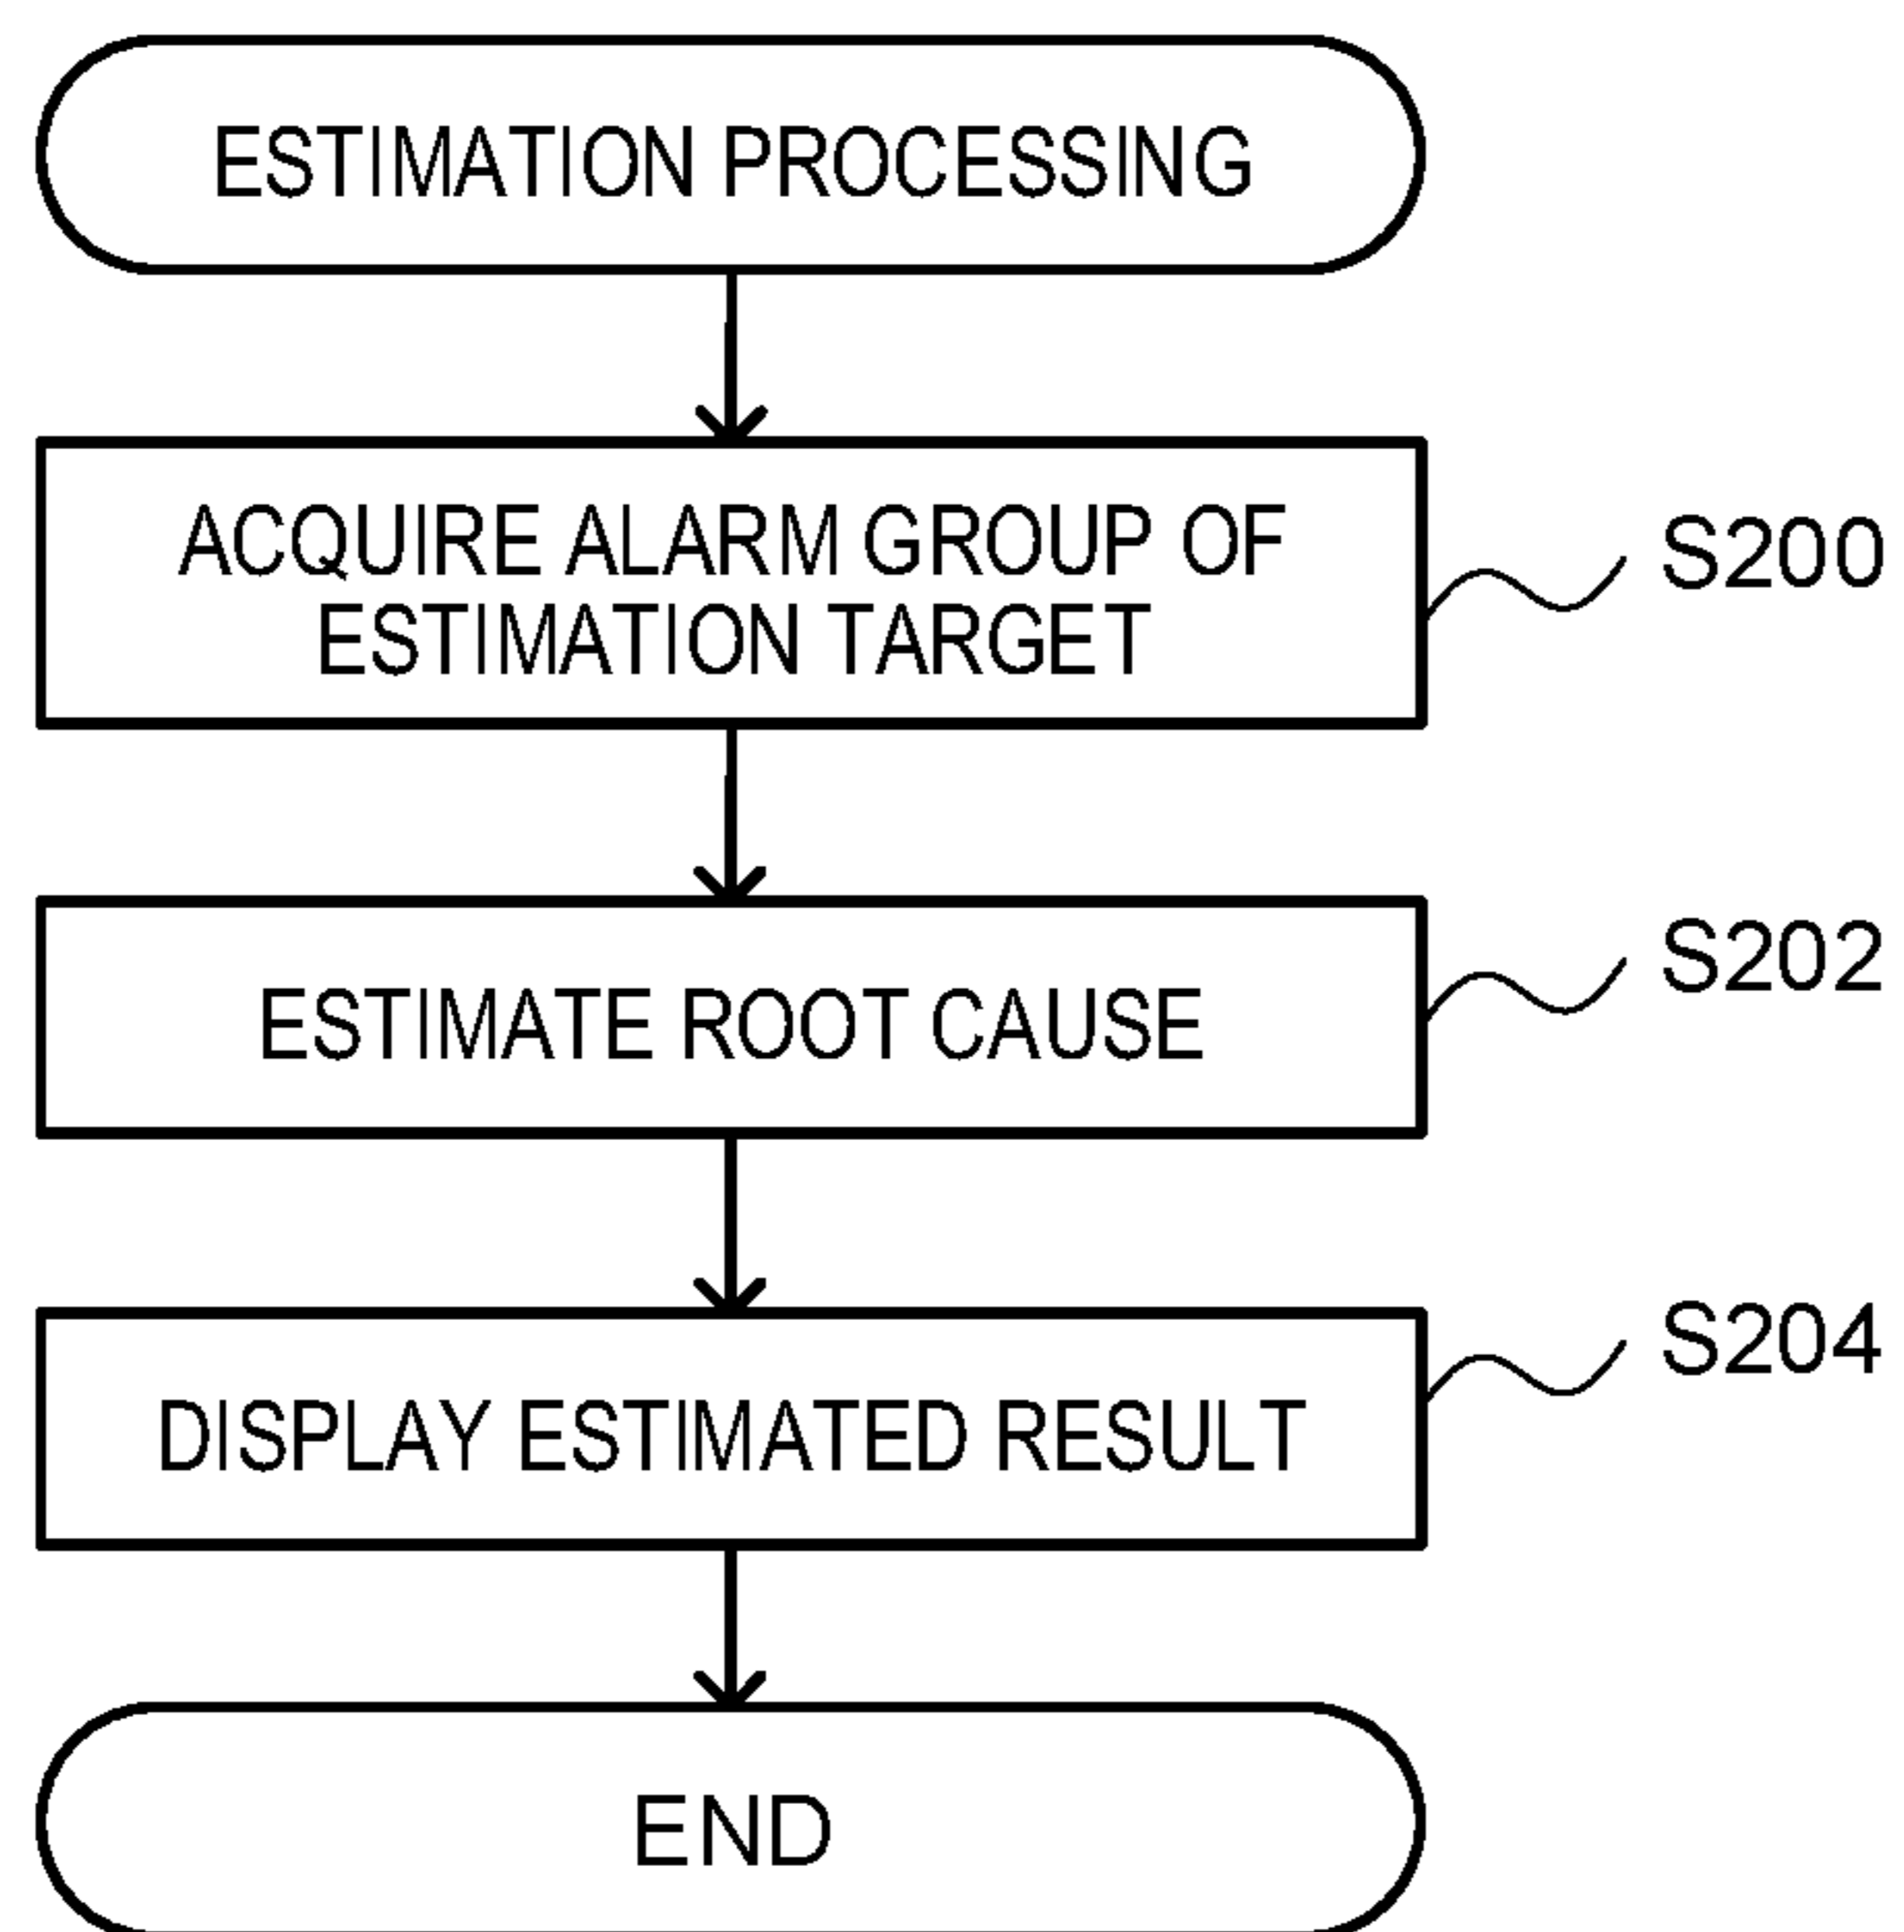 ESTIMATION PROCESSING
ACQUIRE ALARM GROUP OF
ESTIMATION TARGET
S200
ESTIMATE ROOT CAUSE
S202
DISPLAY ESTIMATED RESULT
S204
END